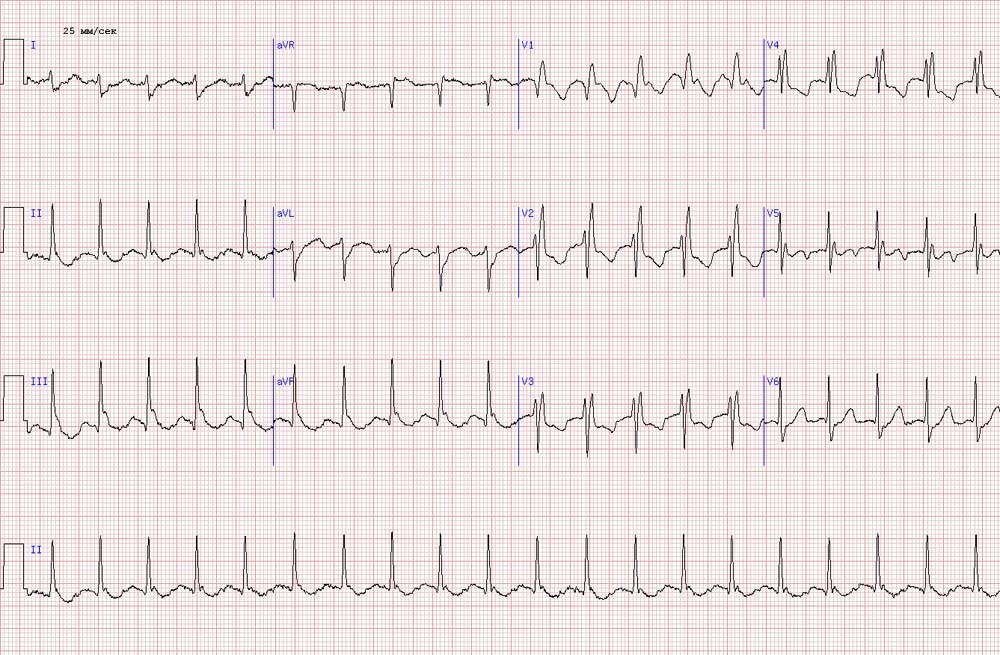 25 мм/сек
I aVR V1 V4
II aVL V2 V5
III aVF V3 V6
II